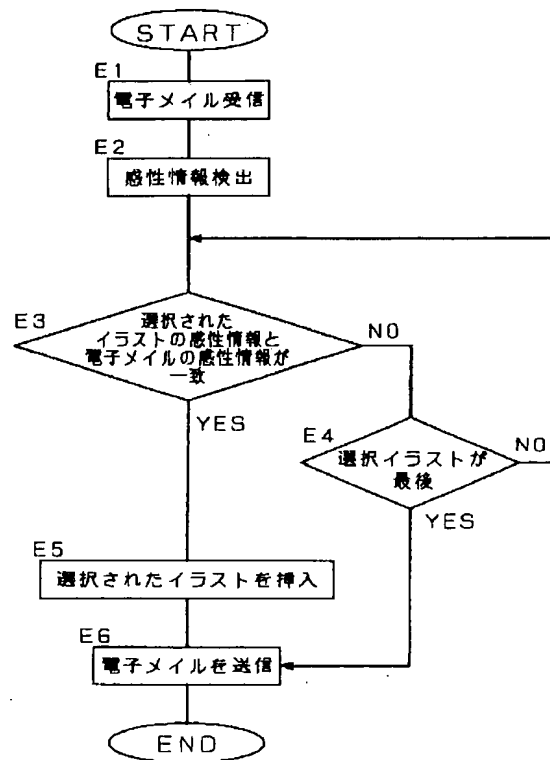 START
E1
電子メイル受信
E2
感性情報検出
E3
選択された
イラストの感性情報と
電子メイルの感性情報が
一致
NO
YES
E4
選択イラストが
最後
NO
YES
E5
選択されたイラストを挿入
E6
電子メイルを送信
END